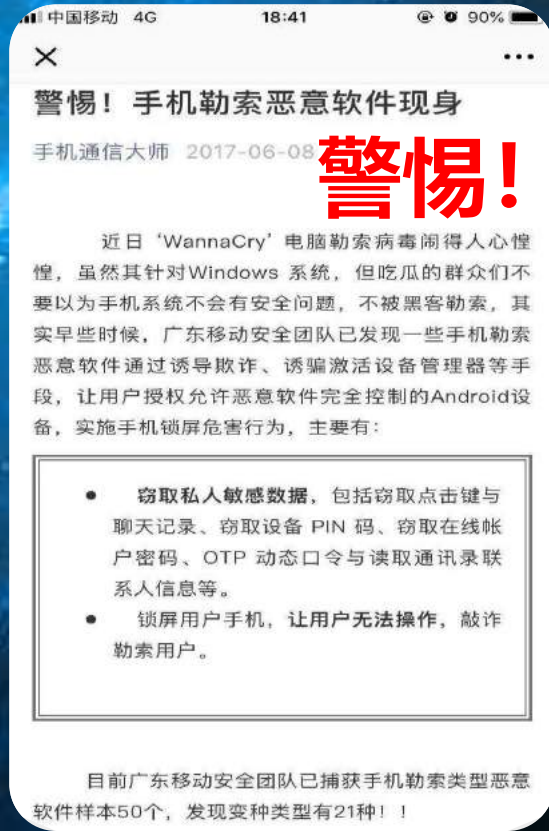 中国移动 4G 18:41 90%
警惕！手机勒索恶意软件现身
手机通信大师 2017-06-08
警惕！
近日‘WannaCry’电脑勒索病毒闹得人心惶
惶，虽然其针对Windows 系统，但吃瓜的群众们不
要以为手机系统不会有安全问题，不被黑客勒索，其
实早些时候，广东移动安全团队已发现一些手机勒索
恶意软件通过诱导欺诈、诱骗激活设备管理器等手
段，让用户授权允许恶意软件完全控制的Android设
备，实施手机锁屏危害行为，主要有：
● 窃取私人敏感数据，包括窃取点击键与
聊天记录、窃取设备 PIN 码、窃取在线帐
户密码、OTP 动态口令与读取通讯录联
系人信息等。
● 锁屏用户手机，让用户无法操作，敲诈
勒索用户。
目前广东移动安全团队已捕获手机勒索类型恶意
软件样本50个，发现变种类型有21种！！